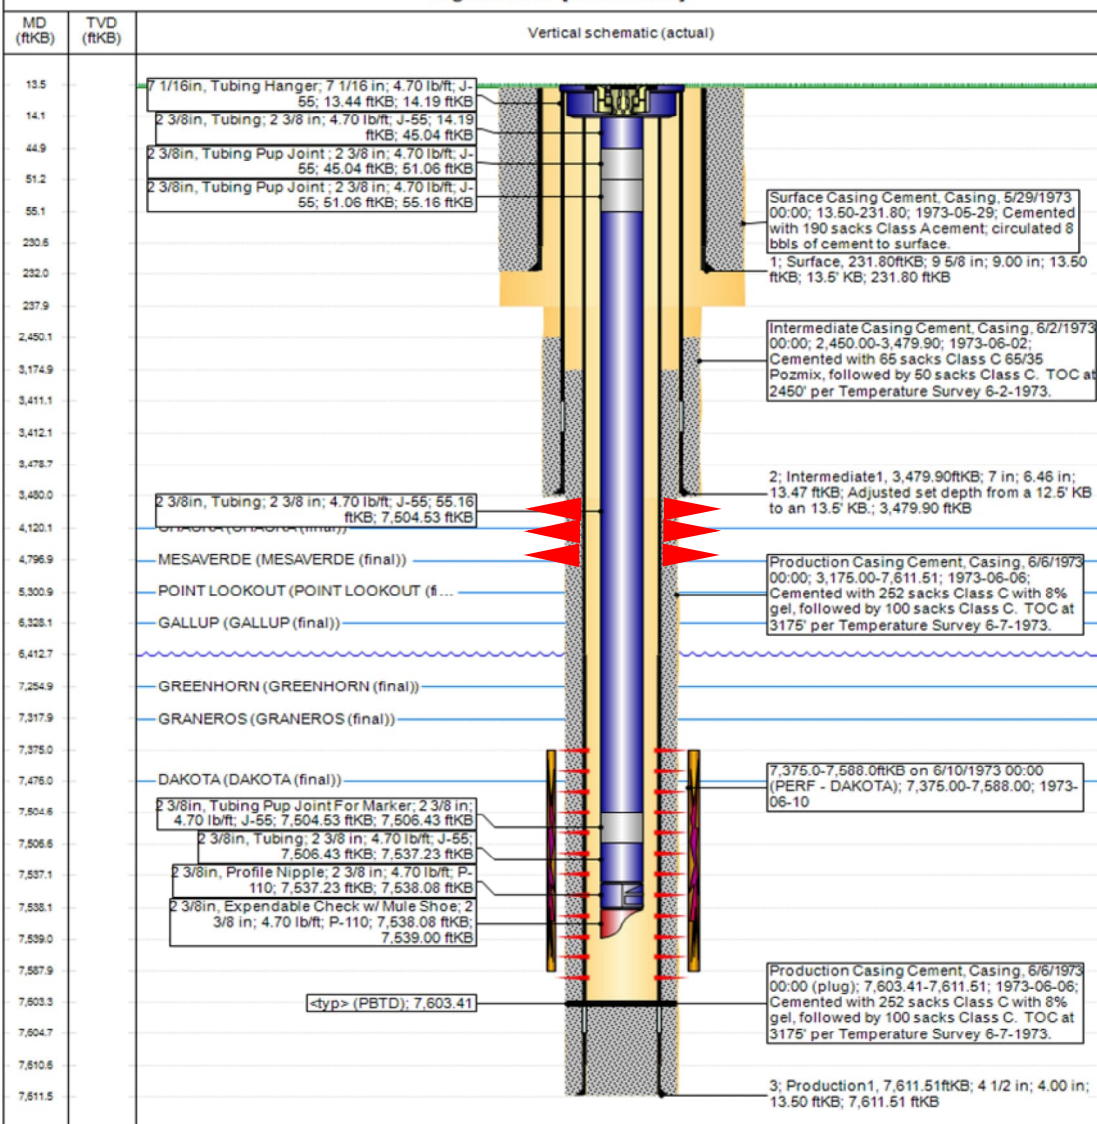 MD
(ftKB)
TVD
(ftKB)
Vertical schematic (actual)
13.5
14.1
44.9
51.2
55.1
230.6
232.0
237.9
2,450.1
3,174.9
3,411.1
3,412.1
3,478.7
3,480.0
4,120.1
4,796.9
5,300.9
6,328.1
6,412.7
7,254.9
7,317.9
7,375.0
7,476.0
7,504.6
7,506.6
7,537.1
7,538.1
7,539.0
7,587.9
7,603.3
7,604.7
7,610.6
7,611.5
7 1/16in, Tubing Hanger; 7 1/16 in; 4.70 lb/ft; J-
55; 13.44 ftKB; 14.19 ftKB
2 3/8in, Tubing; 2 3/8 in; 4.70 lb/ft; J-55; 14.19
ftKB; 45.04 ftKB
2 3/8in, Tubing Pup Joint ; 2 3/8 in; 4.70 lb/ft; J-
55; 45.04 ftKB; 51.06 ftKB
2 3/8in, Tubing Pup Joint ; 2 3/8 in; 4.70 lb/ft; J-
55; 51.06 ftKB; 55.16 ftKB
2 3/8in, Tubing; 2 3/8 in; 4.70 lb/ft; J-55; 55.16
ftKB; 7,504.53 ftKB
MESAVERDE (MESAVERDE (final))
POINT LOOKOUT (POINT LOOKOUT (fi...
GALLUP (GALLUP (final))
GREENHORN (GREENHORN (final))
GRANEROS (GRANEROS (final))
DAKOTA (DAKOTA (final))
2 3/8in, Tubing Pup Joint For Marker; 2 3/8 in;
4.70 lb/ft; J-55; 7,504.53 ftKB; 7,506.43 ftKB
2 3/8in, Tubing; 2 3/8 in; 4.70 lb/ft; J-55;
7,506.43 ftKB; 7,537.23 ftKB
2 3/8in, Profile Nipple; 2 3/8 in; 4.70 lb/ft; P-
110; 7,537.23 ftKB; 7,538.08 ftKB
2 3/8in, Expendable Check w/ Mule Shoe; 2
3/8 in; 4.70 lb/ft; P-110; 7,538.08 ftKB;
7,539.00 ftKB
<typ> (PBTD); 7,603.41
Surface Casing Cement, Casing, 5/29/1973
00:00; 13.50-231.80; 1973-05-29; Cemented
with 190 sacks Class Acement; circulated 8
bbls of cement to surface.
1; Surface, 231.80ftKB; 9 5/8 in; 9.00 in; 13.50
ftKB; 13.5' KB; 231.80 ftKB
Intermediate Casing Cement, Casing, 6/2/1973
00:00; 2,450.00-3,479.90; 1973-06-02;
Cemented with 65 sacks Class C 65/35
Pozmix, followed by 50 sacks Class C. TOC at
2450' per Temperature Survey 6-2-1973.
2; Intermediate1, 3,479.90ftKB; 7 in; 6.46 in;
13.47 ftKB; Adjusted set depth from a 12.5' KB
to an 13.5' KB.; 3,479.90 ftKB
Production Casing Cement, Casing, 6/6/1973
00:00; 3,175.00-7,611.51; 1973-06-06;
Cemented with 252 sacks Class C with 8%
gel, followed by 100 sacks Class C. TOC at
3175' per Temperature Survey 6-7-1973.
7,375.0-7,588.0ftKB on 6/10/1973 00:00
(PERF - DAKOTA); 7,375.00-7,588.00; 1973-
06-10
Production Casing Cement, Casing, 6/6/1973
00:00 (plug); 7,603.41-7,611.51; 1973-06-06;
Cemented with 252 sacks Class C with 8%
gel, followed by 100 sacks Class C. TOC at
3175' per Temperature Survey 6-7-1973.
3; Production1, 7,611.51ftKB; 4 1/2 in; 4.00 in;
13.50 ftKB; 7,611.51 ftKB